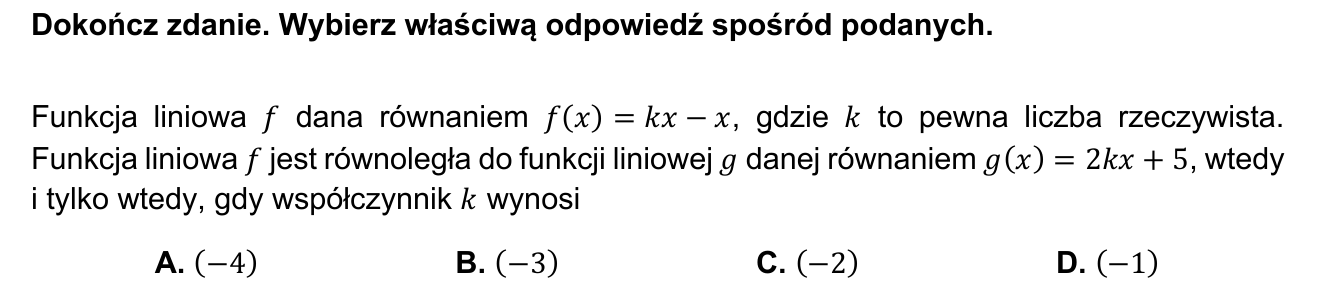 Dokończ zdanie. Wybierz właściwą odpowiedź spośród podanych.
Funkcja liniowa f dana równaniem f(x) = kx − x, gdzie k to pewna liczba rzeczywista.
Funkcja liniowa f jest równoległa do funkcji liniowej g danej równaniem g(x) = 2kx + 5, wtedy
i tylko wtedy, gdy współczynnik k wynosi
A. (−4) B. (−3) C. (−2) D. (−1)